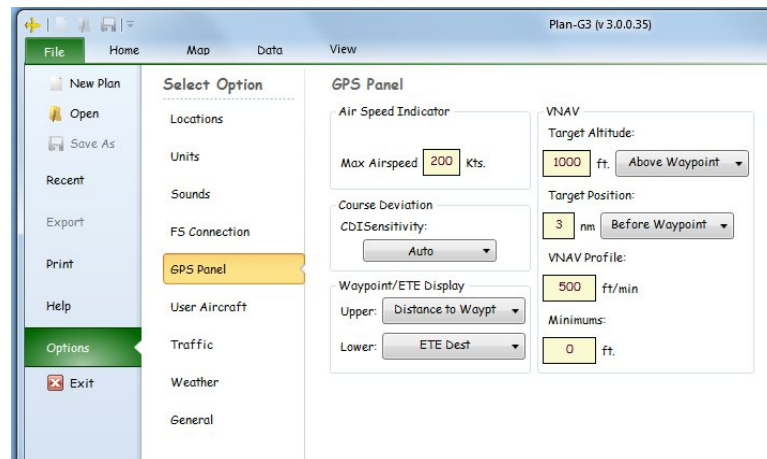 Plan-G3 (v 3.0.0.35)
File Home Map Data View
New Plan
Open
Save As
Recent
Export
Print
Help
Options
Exit
Select Option
Locations
Units
Sounds
FS Connection
GPS Panel
User Aircraft
Traffic
Weather
General
GPS Panel
Air Speed Indicator
Max Airspeed 200 Kts.
Course Deviation
CDISensitivity:
Auto
Waypoint/ETE Display
Upper: Distance to Waypt
Lower: ETE Dest
VNAV
Target Altitude:
1000 ft. Above Waypoint
Target Position:
3 nm Before Waypoint
VNAV Profile:
500 ft/min
Minimums:
0 ft.